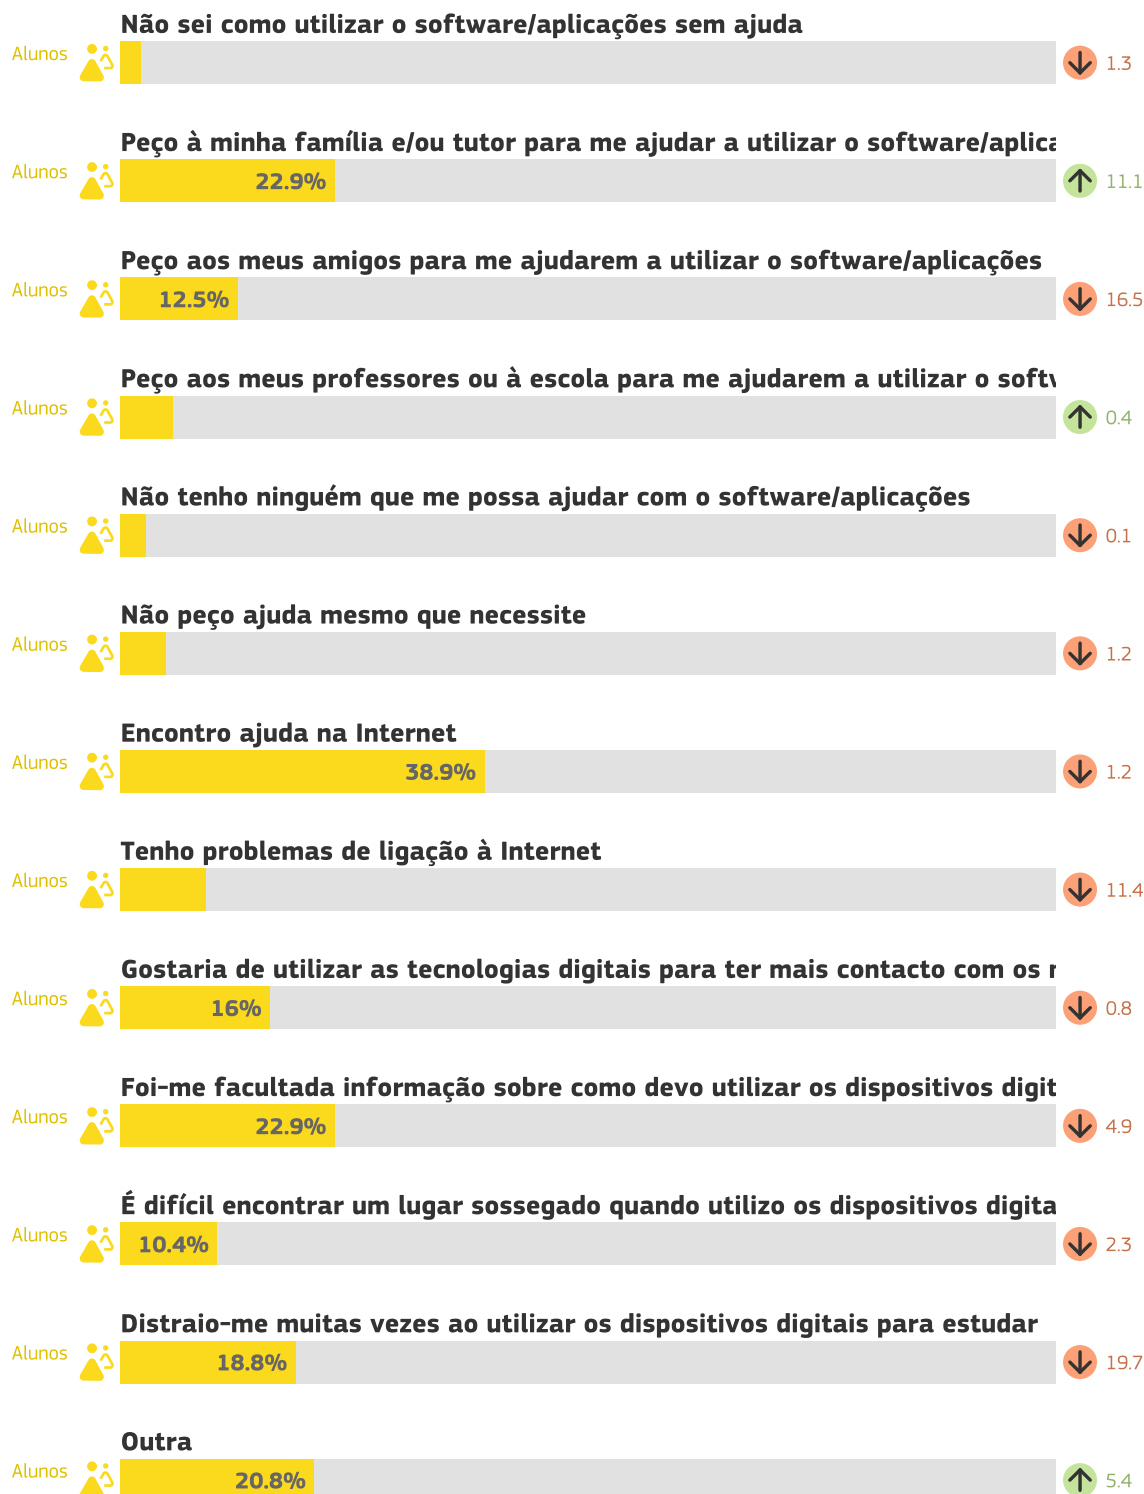 Não sei como utilizar o software/aplicações sem ajuda
Alunos 1.3
Peço à minha família e/ou tutor para me ajudar a utilizar o software/aplica
Alunos 22.9% 11.1
Peço aos meus amigos para me ajudarem a utilizar o software/aplicações
Alunos 12.5% 16.5
Peço aos meus professores ou à escola para me ajudarem a utilizar o soft
Alunos 0.4
Não tenho ninguém que me possa ajudar com o software/aplicações
Alunos 0.1
Não peço ajuda mesmo que necessite
Alunos 1.2
Encontro ajuda na Internet
Alunos 38.9% 1.2
Tenho problemas de ligação à Internet
Alunos 11.4
Gostaria de utilizar as tecnologias digitais para ter mais contacto com os
Alunos 16% 0.8
Foi-me facultada informação sobre como devo utilizar os dispositivos digit
Alunos 22.9% 4.9
É difícil encontrar um lugar sossegado quando utilizo os dispositivos digita
Alunos 10.4% 2.3
Distraio-me muitas vezes ao utilizar os dispositivos digitais para estudar
Alunos 18.8% 19.7
Outra
Alunos 20.8% 5.4